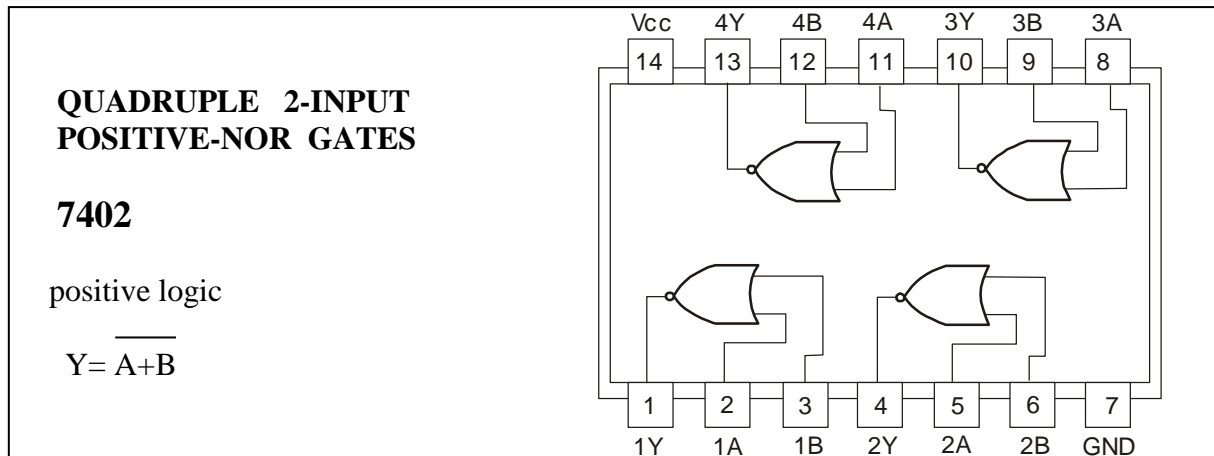 QUADRUPLE 2-INPUT
POSITIVE-NOR GATES
7402
positive logic
Y= A̅+̅B̅
Vcc 4Y 4B 4A 3Y 3B 3A
14 13 12 11 10 9 8
1 2 3 4 5 6 7
1Y 1A 1B 2Y 2A 2B GND